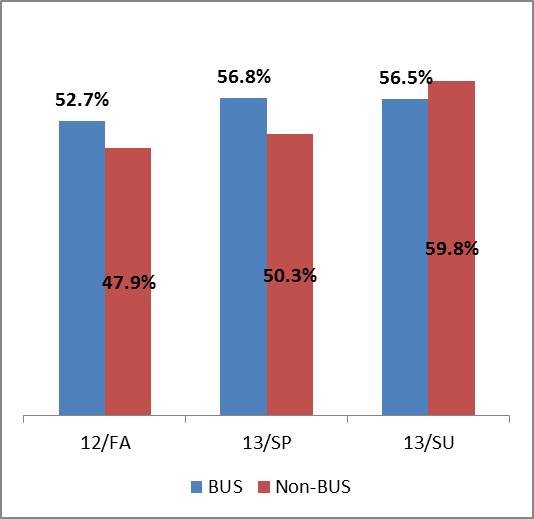 52.7% 56.8% 56.5%
47.9% 50.3% 59.8%
12/FA 13/SP 13/SU
BUS Non-BUS